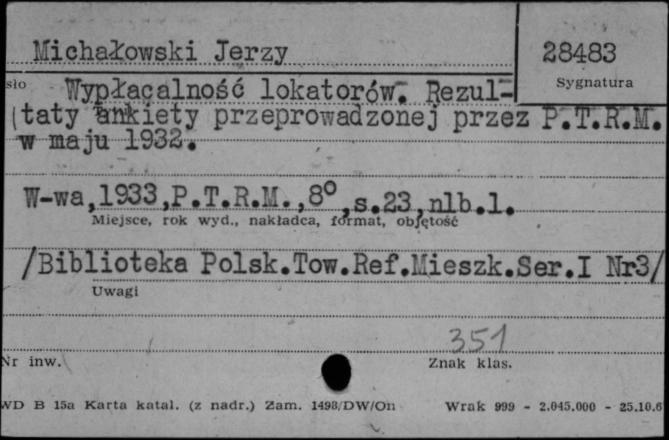 Michałowski Jerzy
28483
sło
Sygnatura
Wypłacalność lokatorów. Rezul-
taty ankiety przeprowadzonej przez P.T.R.M.
w maju 1932.
W-wa,1933,P.T.R.M.,8°,s.23,nlb.1.
Miejsce, rok wyd., nakładca, format, objętość
/Biblioteka Polsk.Tow.Ref.Mieszk.Ser.I Nr3/
Uwagi
351
Nr inw.
Znak klas.
WD B 15a Karta katal. (z nadr.) Zam. 1498/DW/On Wrak 999 - 2.045.000 - 25.10.6